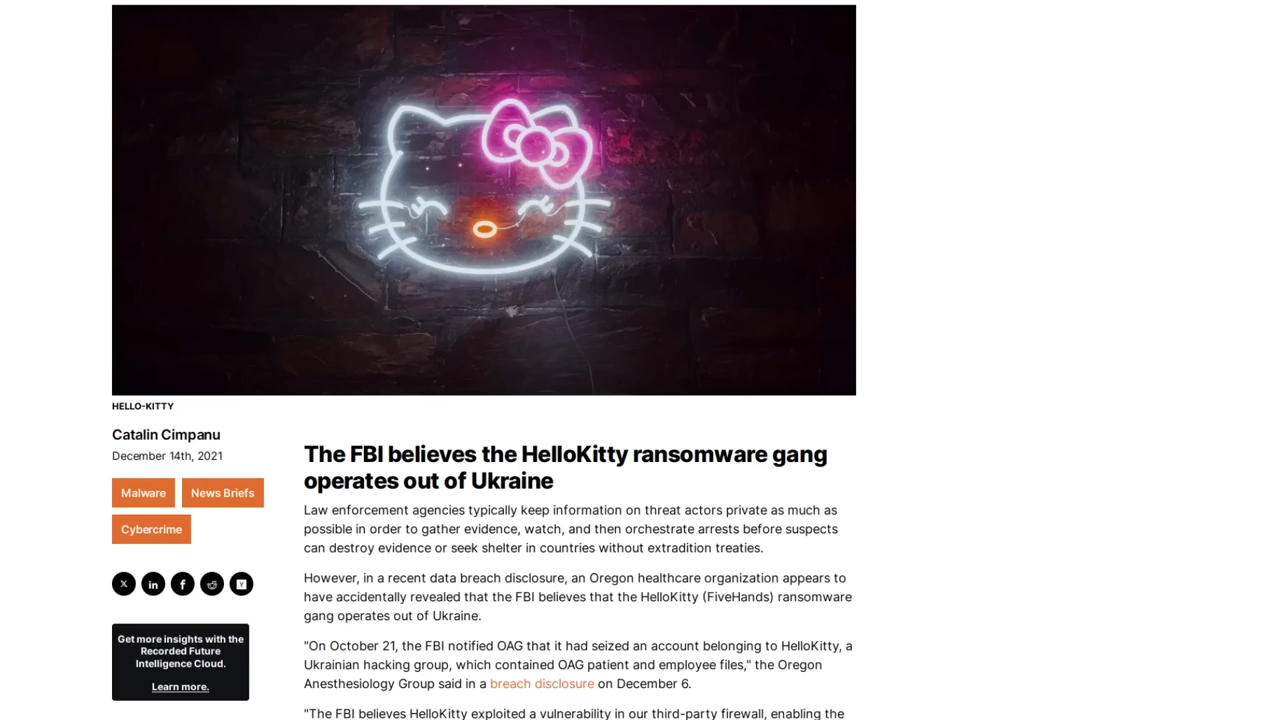 HELLO-KITTY
Catalin Cimpanu
December 14th, 2021
Malware
News Briefs
Cybercrime
Get more insights with the
Recorded Future
Intelligence Cloud.
Learn more.
The FBI believes the HelloKitty ransomware gang
operates out of Ukraine
Law enforcement agencies typically keep information on threat actors private as much as
possible in order to gather evidence, watch, and then orchestrate arrests before suspects
can destroy evidence or seek shelter in countries without extradition treaties.
However, in a recent data breach disclosure, an Oregon healthcare organization appears to
have accidentally revealed that the FBI believes that the HelloKitty (FiveHands) ransomware
gang operates out of Ukraine.
"On October 21, the FBI notified OAG that it had seized an account belonging to HelloKitty, a
Ukrainian hacking group, which contained OAG patient and employee files," the Oregon
Anesthesiology Group said in a breach disclosure on December 6.
"The FBI believes HelloKitty exploited a vulnerability in our third-party firewall, enabling the